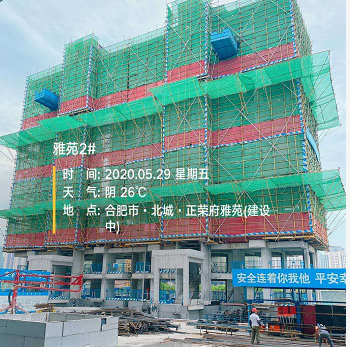 雅苑2#
时 间: 2020.05.29 星期五
天 气: 阴 26℃
地 点: 合肥市·北城·正荣府雅苑(建设
中)
安全连着你我他 平安